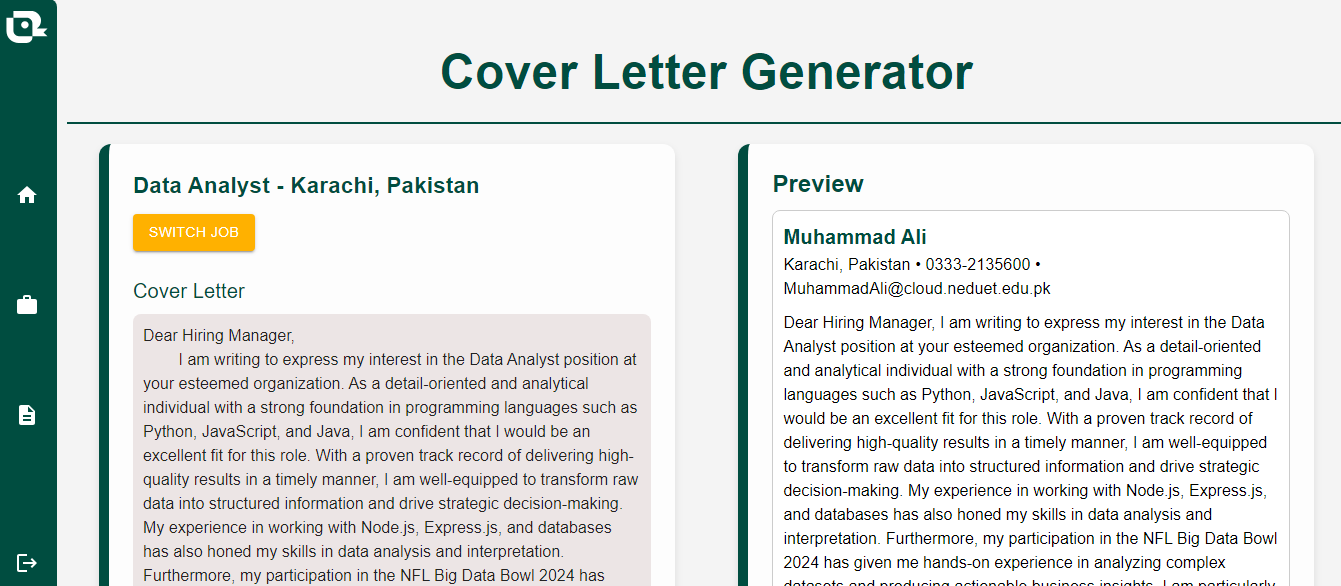 Cover Letter Generator
Data Analyst - Karachi, Pakistan
SWITCH JOB
Cover Letter
Dear Hiring Manager,
I am writing to express my interest in the Data Analyst position at
your esteemed organization. As a detail-oriented and analytical
individual with a strong foundation in programming languages such as
Python, JavaScript, and Java, I am confident that I would be an
excellent fit for this role. With a proven track record of delivering high-
quality results in a timely manner, I am well-equipped to transform raw
data into structured information and drive strategic decision-making.
My experience in working with Node.js, Express.js, and databases
has also honed my skills in data analysis and interpretation.
Furthermore, my participation in the NFL Big Data Bowl 2024 has
Preview
Muhammad Ali
Karachi, Pakistan • 0333-2135600 •
MuhammadAli@cloud.neduet.edu.pk
Dear Hiring Manager, I am writing to express my interest in the Data
Analyst position at your esteemed organization. As a detail-oriented
and analytical individual with a strong foundation in programming
languages such as Python, JavaScript, and Java, I am confident that I
would be an excellent fit for this role. With a proven track record of
delivering high-quality results in a timely manner, I am well-equipped
to transform raw data into structured information and drive strategic
decision-making. My experience in working with Node.js, Express.js,
and databases has also honed my skills in data analysis and
interpretation. Furthermore, my participation in the NFL Big Data Bowl
2024 has given me hands-on experience in analyzing complex
datasets and producing actionable business insights. I am particularly